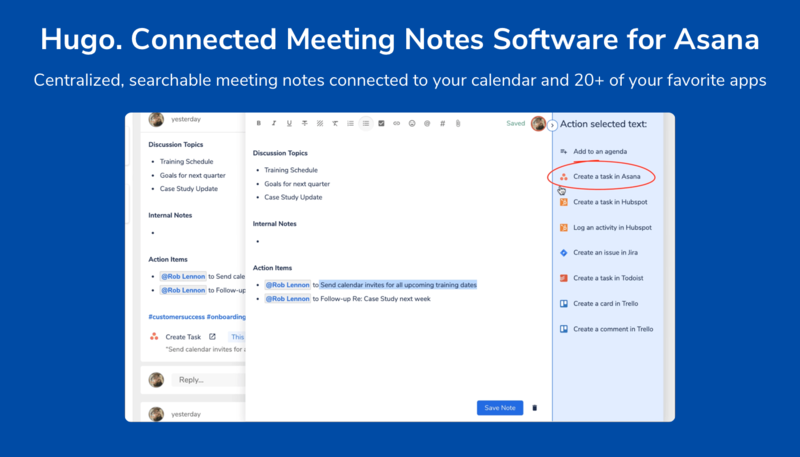 Hugo. Connected Meeting Notes Software for Asana
Centralized, searchable meeting notes connected to your calendar and 20+ of your favorite apps
yesterday
Discussion Topics
Training Schedule
Goals for next quarter
Case Study Update
Internal Notes
Action Items
@Rob Lennon to Send cale
@Rob Lennon to Follow-up
#customersuccess #onboarding
Create Task This
"Send calendar invites for a
Reply...
yesterday
B I U S
Saved
Discussion Topics
Training Schedule
Goals for next quarter
Case Study Update
Internal Notes
Action Items
@Rob Lennon to Send calendar invites for all upcoming training dates
@Rob Lennon to Follow-up Re: Case Study next week
Save Note
Action selected text:
Add to an agenda
Create a task in Asana
Create a task in Hubspot
Log an activity in Hubspot
Create an issue in Jira
Create a task in Todoist
Create a card in Trello
Create a comment in Trello